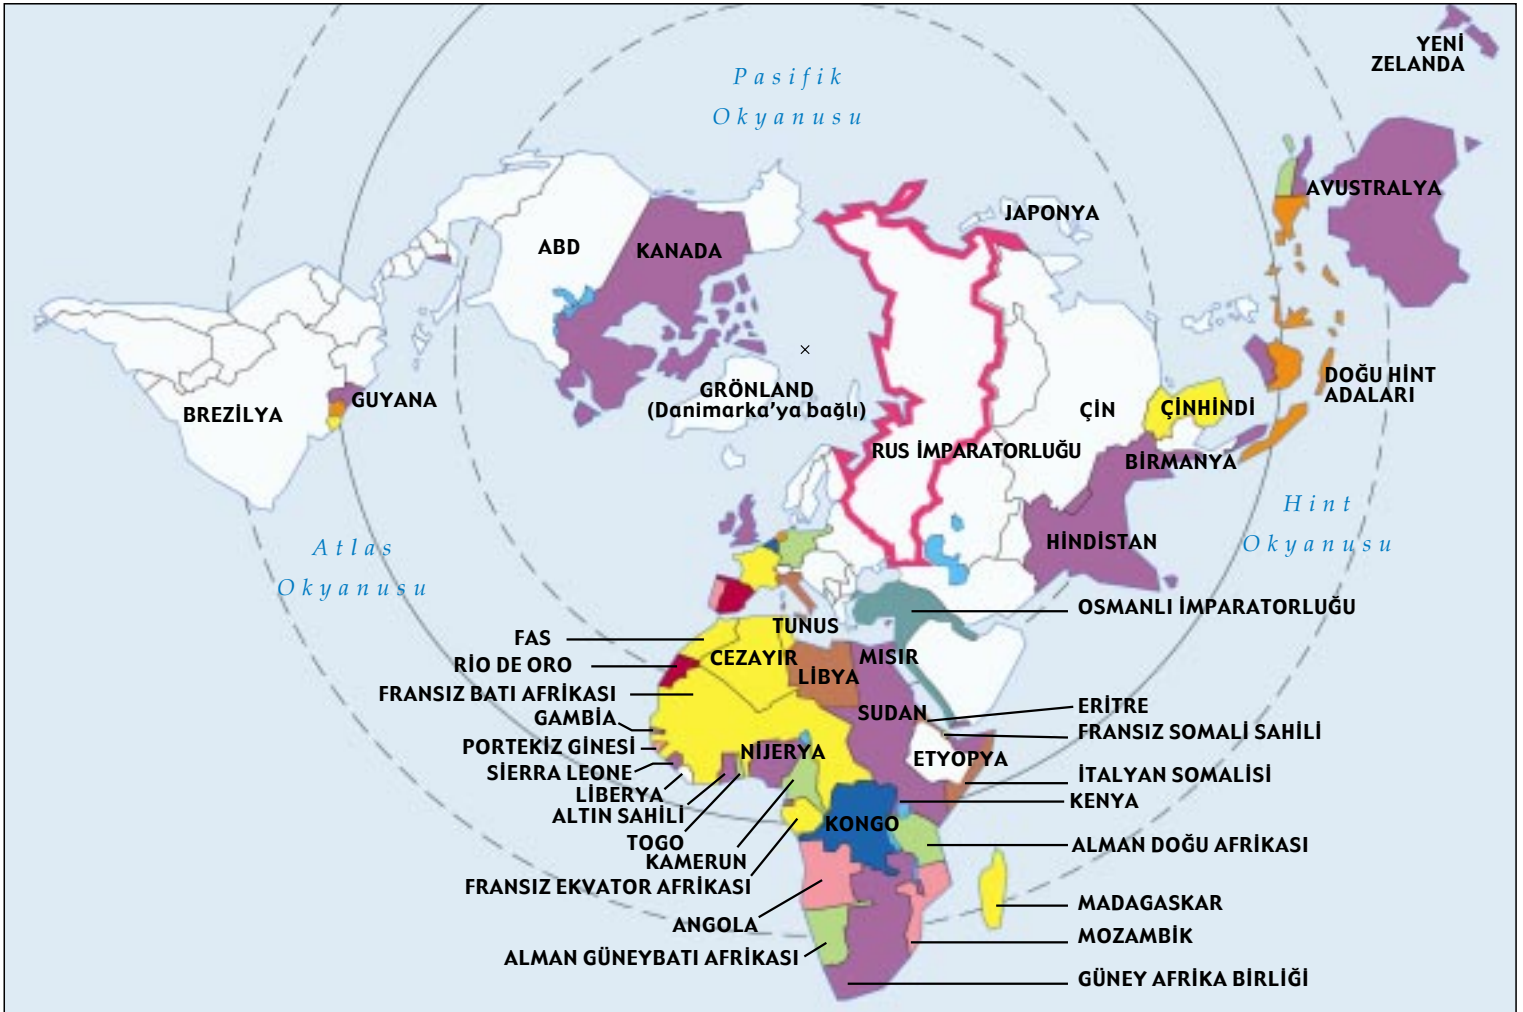 YENİ
ZELANDA
Pasifik
Okyanusu
AVUSTRALYA
JAPONYA
ABD
KANADA
GRÖNLAND
(Danimarka'ya bağlı)
DOĞU HİNT
ADALARI
BREZİLYA
GUYANA
ÇİN
ÇİNHİNDİ
RUS İMPARATORLUĞU
BİRMANYA
Hint
Okyanusu
HİNDİSTAN
Atlas
Okyanusu
OSMANLI İMPARATORLUĞU
TUNUS
FAS
CEZAYIR
MISIR
RİO DE ORO
LİBYA
FRANSIZ BATI AFRİKASI
SUDAN
ERİTRE
GAMBİA
FRANSIZ SOMALİ SAHİLİ
PORTEKİZ GİNESİ
NİJERYA
ETYOPYA
SİERRA LEONE
İTALYAN SOMALİSİ
LİBERYA
KENYA
ALTIN SAHİLİ
KONGO
TOGO
ALMAN DOĞU AFRİKASI
KAMERUN
FRANSIZ EKVATOR AFRİKASI
MADAGASKAR
ANGOLA
MOZAMBİK
ALMAN GÜNEYBATI AFRİKASI
GÜNEY AFRIKA BİRLİĞİ